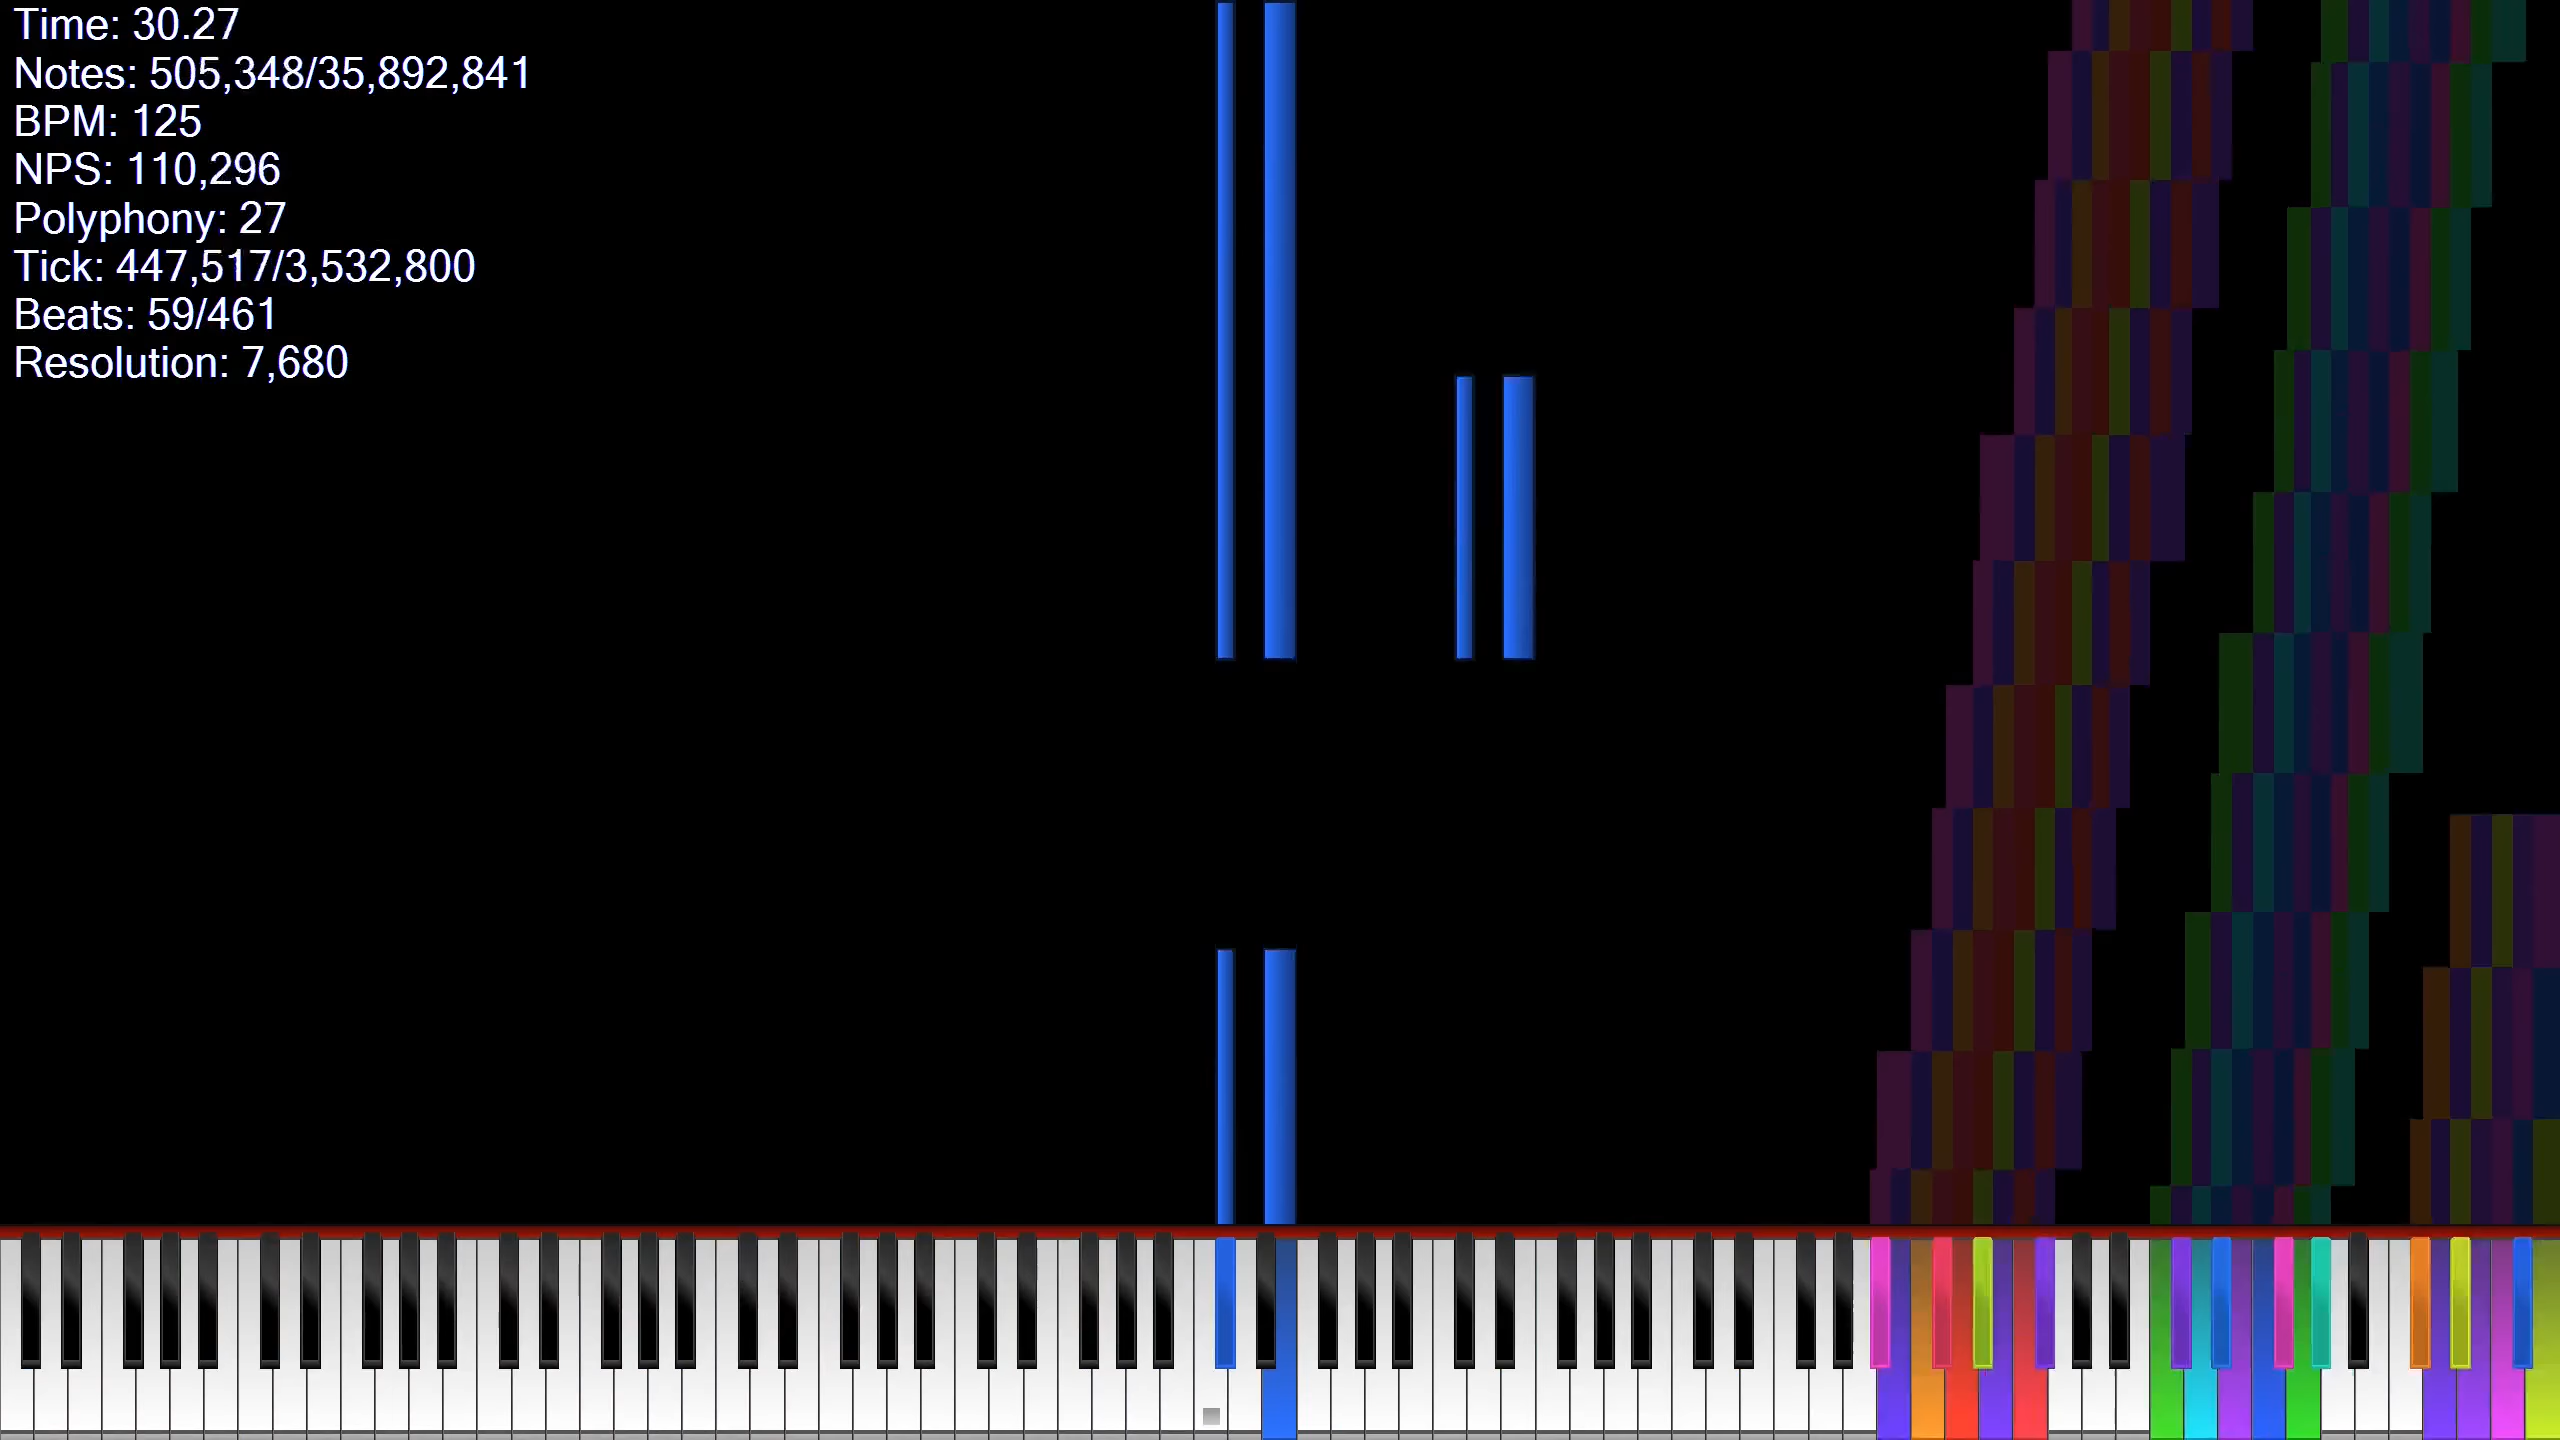 Time: 30.27
Notes: 505,348/35,892,841
BPM: 125
NPS: 110,296
Polyphony: 27
Tick: 447,517/3,532,800
Beats: 59/461
Resolution: 7,680